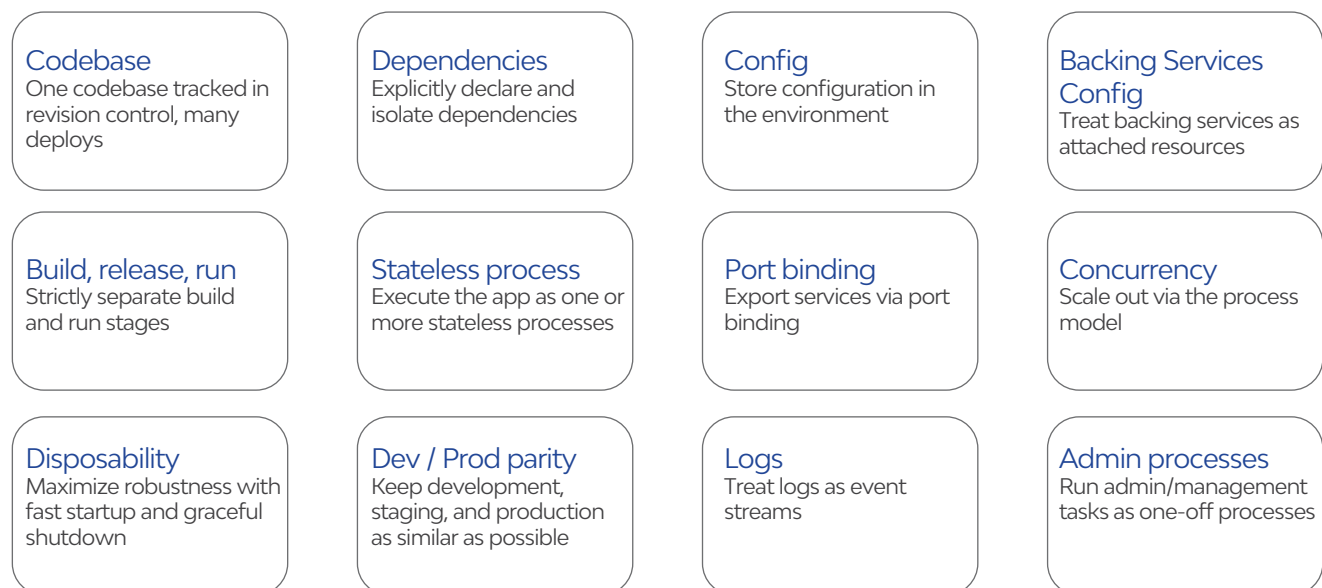 Codebase
One codebase tracked in
revision control, many
deploys
Dependencies
Explicitly declare and
isolate dependencies
Config
Store configuration in
the environment
Backing Services
Config
Treat backing services as
attached resources
Build, release, run
Strictly separate build
and run stages
Stateless process
Execute the app as one or
more stateless processes
Port binding
Export services via port
binding
Concurrency
Scale out via the process
model
Disposability
Maximize robustness with
fast startup and graceful
shutdown
Dev / Prod parity
Keep development,
staging, and production
as similar as possible
Logs
Treat logs as event
streams
Admin processes
Run admin/management
tasks as one-off processes